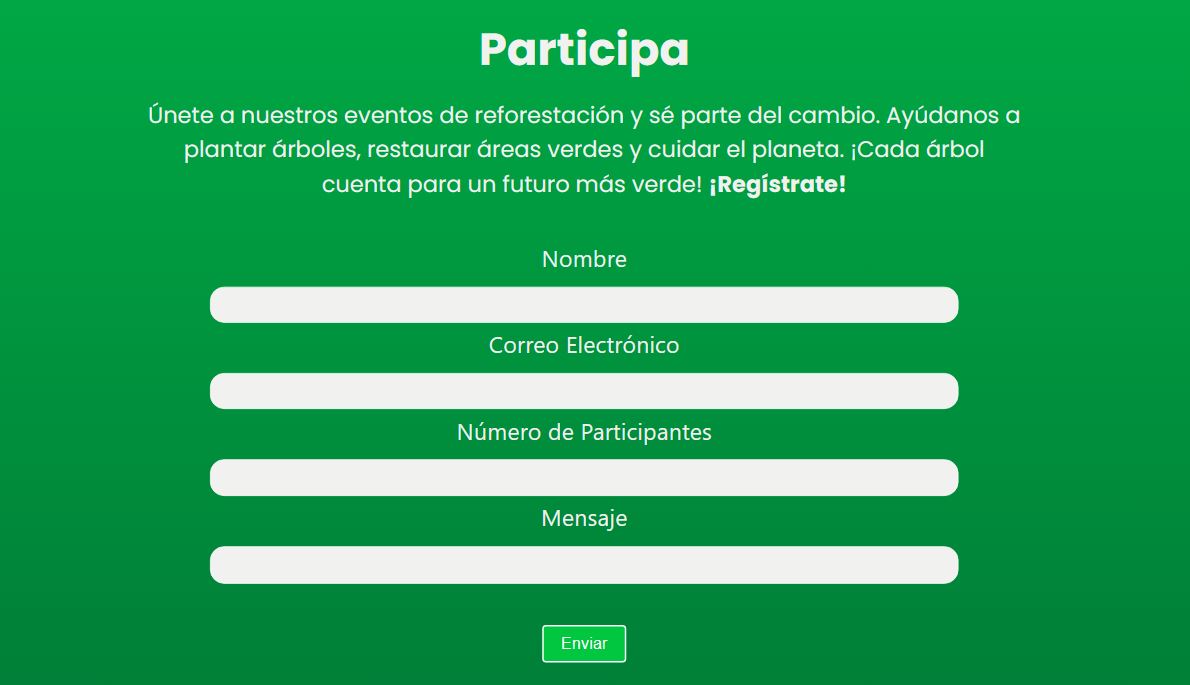 Participa
Únete a nuestros eventos de reforestación y sé parte del cambio. Ayúdanos a
plantar árboles, restaurar áreas verdes y cuidar el planeta. ¡Cada árbol
cuenta para un futuro más verde! ¡Regístrate!
Nombre
Correo Electrónico
Número de Participantes
Mensaje
Enviar